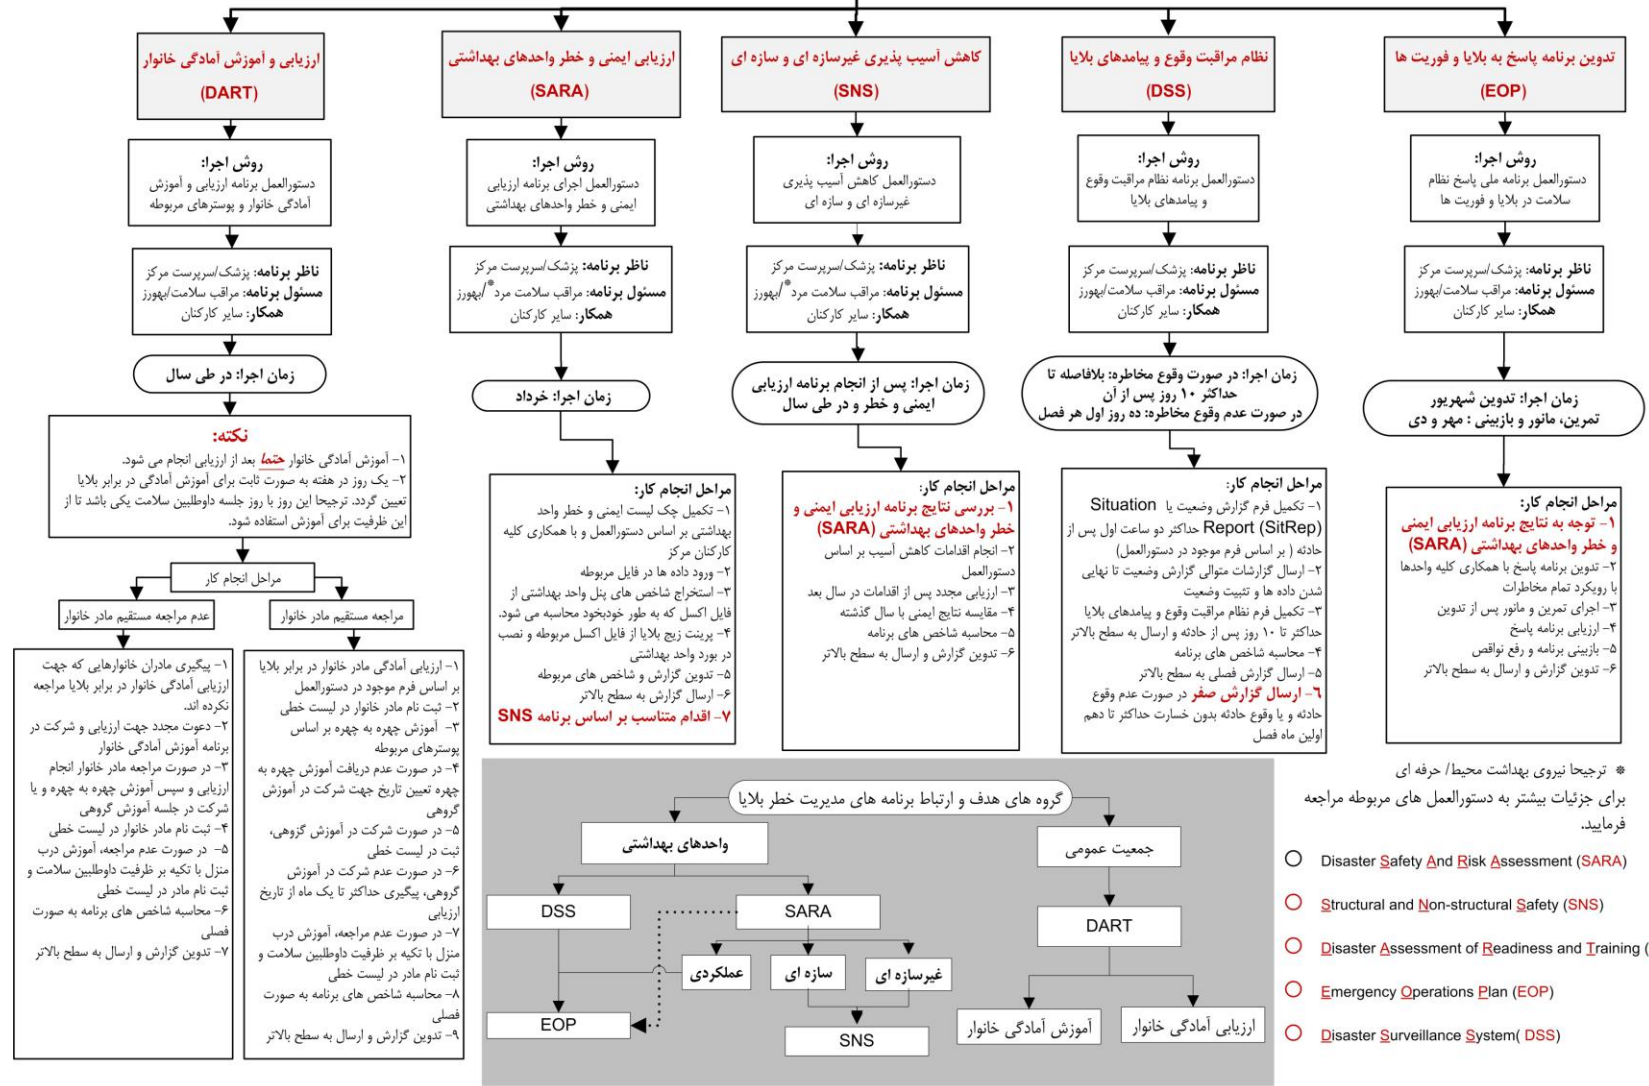 تدوین برنامه پاسخ به بلایا و فوریت ها
(EOP)
روش اجرا:
دستورالعمل برنامه ملی پاسخ نظام
سلامت در بلایا و فوریت ها
ناظر برنامه: پزشک/سرپرست مرکز
مسئول برنامه: مراقب سلامت/بهورز
همکار: سایر کارکنان
زمان اجرا: تدوین شهریور
تمرین، مانور و بازبینی : مهر و دی
مراحل انجام کار:
۱- توجه به نتایج برنامه ارزیابی ایمنی
و خطر واحدهای بهداشتی (SARA)
۲- تدوین برنامه پاسخ با همکاری کلیه واحدها
با رویکرد تمام مخاطرات
۳- اجرای تمرین و مانور پس از تدوین
۴- ارزیابی برنامه پاسخ
۵- بازبینی برنامه و رفع نواقص
۶- تدوین گزارش و ارسال به سطح بالاتر
نظام مراقبت وقوع و پیامدهای بلایا
(DSS)
روش اجرا:
دستورالعمل برنامه نظام مراقبت وقوع
و پیامدهای بلایا
ناظر برنامه: پزشک/سرپرست مرکز
مسئول برنامه: مراقب سلامت/بهورز
همکار: سایر کارکنان
زمان اجرا: در صورت وقوع مخاطره: بلافاصله تا
حداکثر ۱۰ روز پس از آن
در صورت عدم وقوع مخاطره: ده روز اول هر فصل
مراحل انجام کار:
۱- تکمیل فرم گزارش وضعیت یا Situation
Report (SitRep) حداکثر دو ساعت اول پس از
حادثه ( بر اساس فرم موجود در دستورالعمل)
۲- ارسال گزارشات متوالی گزارش وضعیت تا نهایی
شدن داده ها و تثبیت وضعیت
۳- تکمیل فرم نظام مراقبت وقوع و پیامدهای بلایا
حداکثر تا ۱۰ روز پس از حادثه و ارسال به سطح بالاتر
۴- محاسبه شاخص های برنامه
۵- ارسال گزارش فصلی به سطح بالاتر
۶- ارسال گزارش صفر در صورت عدم وقوع
حادثه و یا وقوع حادثه بدون خسارت حداکثر تا دهم
اولین ماه فصل
کاهش آسیب پذیری غیرسازه ای و سازه ای
(SNS)
روش اجرا:
دستورالعمل کاهش آسیب پذیری
غیرسازه ای و سازه ای
ناظر برنامه: پزشک/سرپرست مرکز
مسئول برنامه: مراقب سلامت مرد*/بهورز
همکار: سایر کارکنان
زمان اجرا: پس از انجام برنامه ارزیابی
ایمنی و خطر و در طی سال
مراحل انجام کار:
۱- بررسی نتایج برنامه ارزیابی ایمنی و
خطر واحدهای بهداشتی (SARA)
۲- انجام اقدامات کاهش آسیب بر اساس
دستورالعمل
۳- ارزیابی مجدد پس از اقدامات در سال بعد
۴- مقایسه نتایج ایمنی با سال گذشته
۵- محاسبه شاخص های برنامه
۶- تدوین گزارش و ارسال به سطح بالاتر
ارزیابی ایمنی و خطر واحدهای بهداشتی
(SARA)
روش اجرا:
دستورالعمل اجرای برنامه ارزیابی
ایمنی و خطر واحدهای بهداشتی
ناظر برنامه: پزشک/سرپرست مرکز
مسئول برنامه: مراقب سلامت مرد*/بهورز
همکار: سایر کارکنان
زمان اجرا: خرداد
مراحل انجام کار:
۱- تکمیل چک لیست ایمنی و خطر واحد
بهداشتی بر اساس دستورالعمل و با همکاری کلیه
کارکنان مرکز
۲- ورود داده ها در فایل مربوطه
۳- استخراج شاخص های پنل واحد بهداشتی از
فایل اکسل که به طور خودبخود محاسبه می شود.
۴- پرینت زیج بلایا از فایل اکسل مربوطه و نصب
در بورد واحد بهداشتی
۵- تدوین گزارش و شاخص های مربوطه
۶- ارسال گزارش به سطح بالاتر
۷- اقدام متناسب بر اساس برنامه SNS
ارزیابی و آموزش آمادگی خانوار
(DART)
روش اجرا:
دستورالعمل برنامه ارزیابی و آموزش
آمادگی خانوار و پوسترهای مربوطه
ناظر برنامه: پزشک/سرپرست مرکز
مسئول برنامه: مراقب سلامت/بهورز
همکار: سایر کارکنان
زمان اجرا: در طی سال
نکته:
۱- آموزش آمادگی خانوار حتما بعد از ارزیابی انجام می شود.
۲- یک روز در هفته به صورت ثابت برای آموزش آمادگی در برابر بلایا
تعیین گردد. ترجیحا این روز با روز جلسه داوطلبین سلامت یکی باشد تا از
این ظرفیت برای آموزش استفاده شود.
مراحل انجام کار
مراجعه مستقیم مادر خانوار
۱- ارزیابی آمادگی مادر خانوار در برابر بلایا
بر اساس فرم موجود در دستورالعمل
۲- ثبت نام مادر خانوار در لیست خطی
۳- آموزش چهره به چهره بر اساس
پوسترهای مربوطه
۴- در صورت عدم دریافت آموزش چهره به
چهره تعیین تاریخ جهت شرکت در آموزش
گروهی
۵- در صورت شرکت در آموزش گزوهی،
ثبت در لیست خطی
۶- در صورت عدم شرکت در آموزش
گروهی، پیگیری حداکثر تا یک ماه از تاریخ
ارزیابی
۷- در صورت عدم مراجعه، آموزش درب
منزل با تکیه بر ظرفیت داوطلبین سلامت و
ثبت نام مادر در لیست خطی
۸- محاسبه شاخص های برنامه به صورت
فصلی
۹- تدوین گزارش و ارسال به سطح بالاتر
عدم مراجعه مستقیم مادر خانوار
۱- پیگیری مادران خانوارهایی که جهت
ارزیابی آمادگی خانوار در برابر بلایا مراجعه
نکرده اند.
۲- دعوت مجدد جهت ارزیابی و شرکت در
برنامه آموزش آمادگی خانوار
۳- در صورت مراجعه مادر خانوار انجام
ارزیابی و سپس آموزش چهره به چهره و یا
شرکت در جلسه آموزش گروهی
۴- ثبت نام مادر خانوار در لیست خطی
۵- در صورت عدم مراجعه، آموزش درب
منزل با تکیه بر ظرفیت داوطلبین سلامت و
ثبت نام مادر در لیست خطی
۶- محاسبه شاخص های برنامه به صورت
فصلی
۷- تدوین گزارش و ارسال به سطح بالاتر
گروه های هدف و ارتباط برنامه های مدیریت خطر بلایا
جمعیت عمومی
واحدهای بهداشتی
DART
SARA
DSS
ارزیابی آمادگی خانوار
آموزش آمادگی خانوار
غیرسازه ای
سازه ای
عملکردی
SNS
EOP
* ترجیحا نیروی بهداشت محیط/ حرفه ای
برای جزئیات بیشتر به دستورالعمل های مربوطه مراجعه
فرمایید.
Disaster Safety And Risk Assessment (SARA)
Structural and Non-structural Safety (SNS)
Disaster Assessment of Readiness and Training (
Emergency Operations Plan (EOP)
Disaster Surveillance System( DSS)